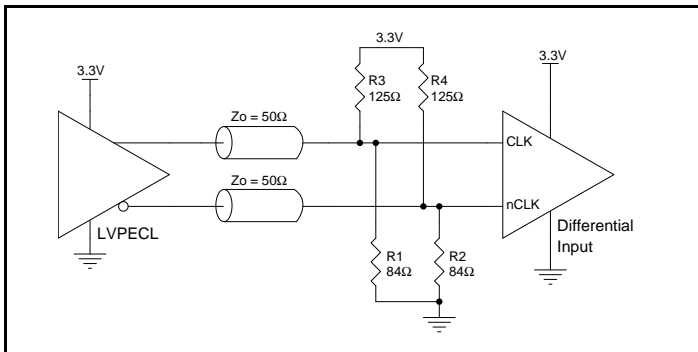 3.3V
3.3V
3.3V
R3
125Ω
R4
125Ω
Zo = 50Ω
CLK
Zo = 50Ω
nCLK
LVPECL
Differential
Input
R1
84Ω
R2
84Ω